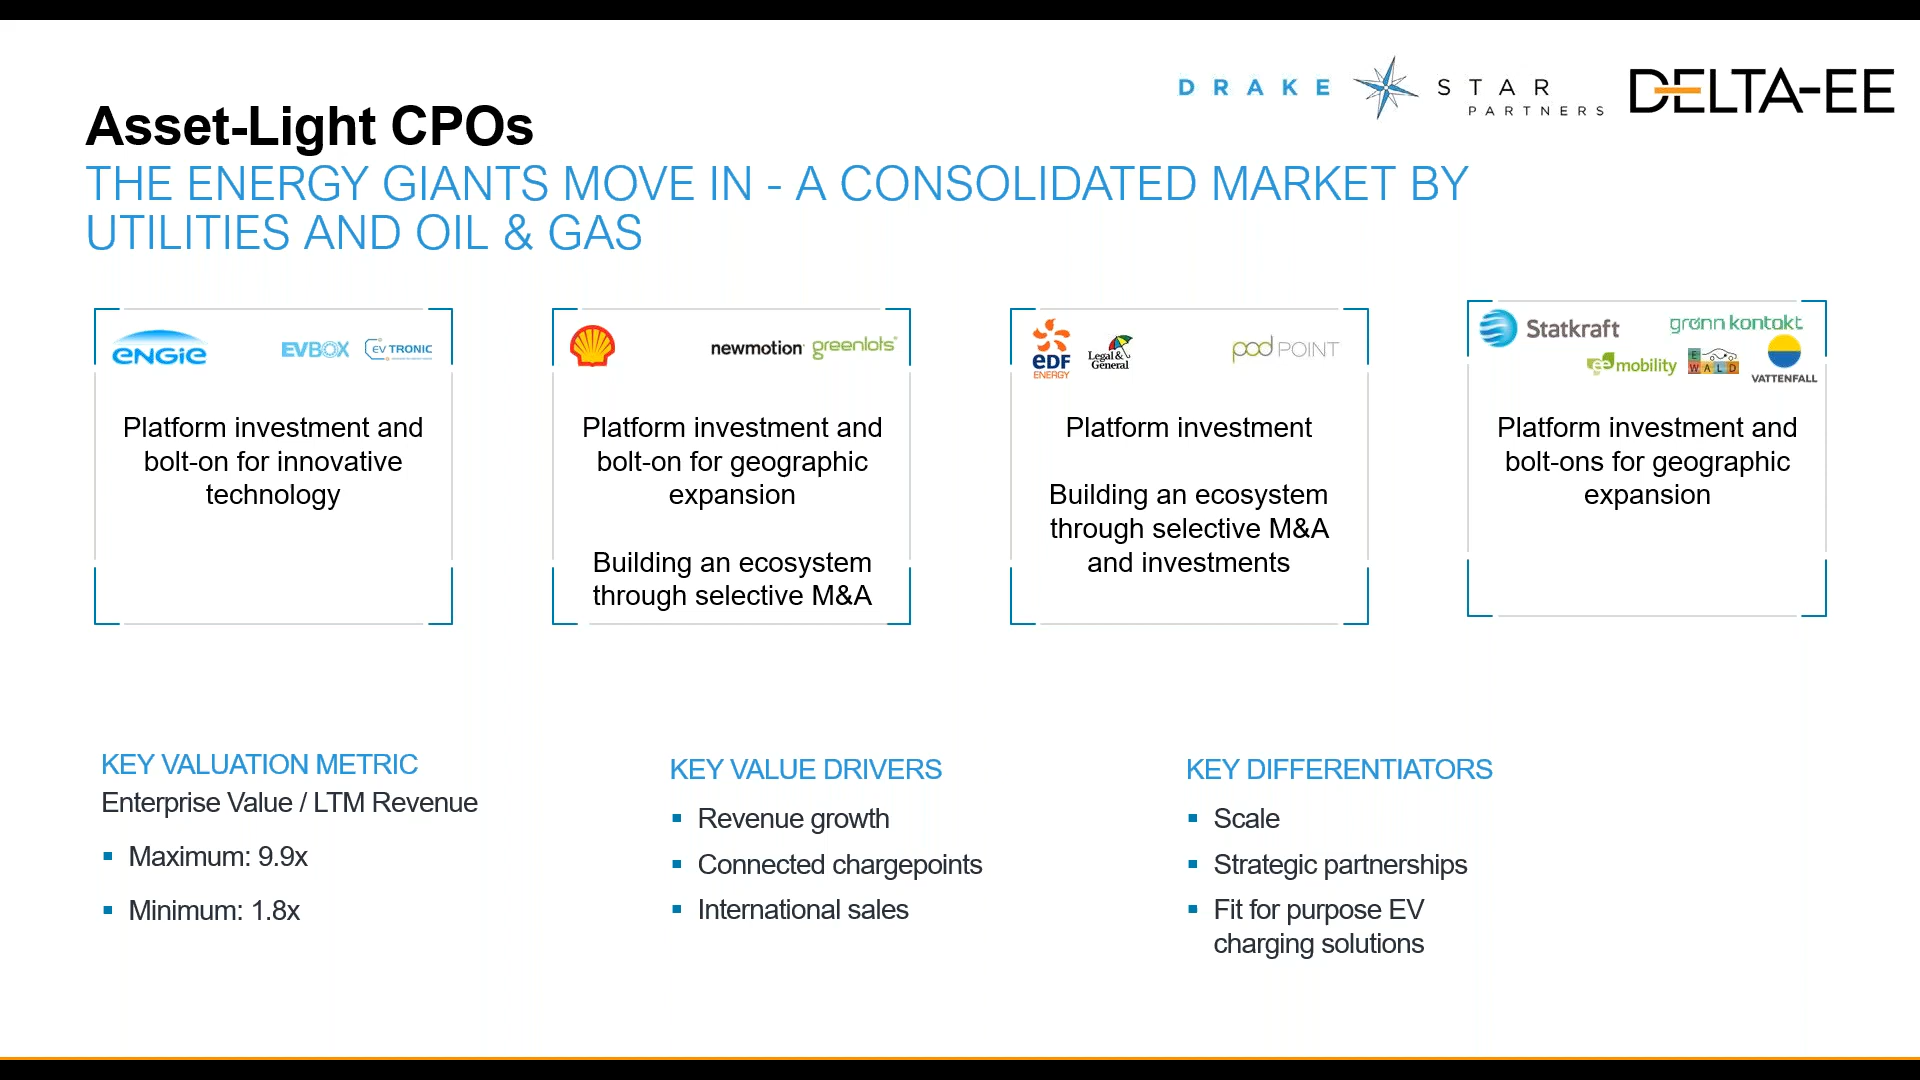 DRAKE STAR
PARTNERS
DELTA-EE
Asset-Light CPOs
THE ENERGY GIANTS MOVE IN - A CONSOLIDATED MARKET BY
UTILITIES AND OIL & GAS
ENGIE
EVBOX
EV TRONIC
Platform investment and
bolt-on for innovative
technology
newmotion
greenlots
Platform investment and
bolt-on for geographic
expansion
Building an ecosystem
through selective M&A
eDF
ENERGY
Legal &
General
pod POINT
Platform investment
Building an ecosystem
through selective M&A
and investments
Statkraft
grønn kontakt
eemobility
E WALD
VATTENFALL
Platform investment and
bolt-ons for geographic
expansion
KEY VALUATION METRIC
Enterprise Value / LTM Revenue
▪ Maximum: 9.9x
▪ Minimum: 1.8x
KEY VALUE DRIVERS
▪ Revenue growth
▪ Connected chargepoints
▪ International sales
KEY DIFFERENTIATORS
▪ Scale
▪ Strategic partnerships
▪ Fit for purpose EV
charging solutions